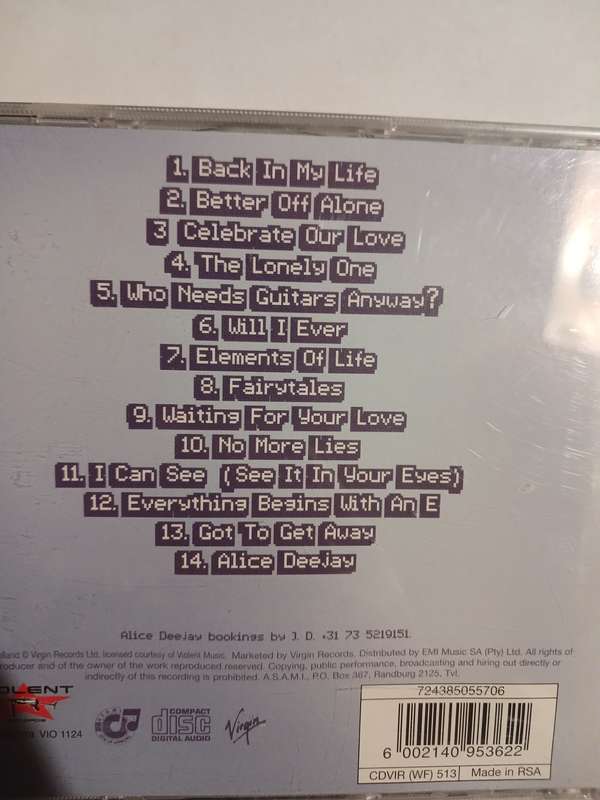 1. Back In My Life
2. Better Off Alone
3 Celebrate Our Love
4. The Lonely One
5. Who Needs Guitars Anyway?
6. Will I Ever
7. Elements Of Life
8. Fairytales
9. Waiting For Your Love
10. No More Lies
11. I Can See (See It In Your Eyes)
12. Everything Begins With An E
13. Got To Get Away
14. Alice Deejay
Alice Deejay bookings by J. D. +31 73 5219151
℗ Virgin Records Ltd. licensed courtesy of Violent Music. Marketed by Virgin Records. Distributed by EMI Music SA (Pty) Ltd. All rights of
and of the owner of the work reproduced reserved. Copying, public performance, broadcasting and hiring out directly or
indirectly of this recording is prohibited. A.S.A.M.I., P.O. Box 367, Randburg 2125, Tvl.
OLENT
VIO 1124
COMPACT
disc
DIGITAL AUDIO
Virgin
724385055706
6 002140 953622
CDVIR (WF) 513 Made in RSA